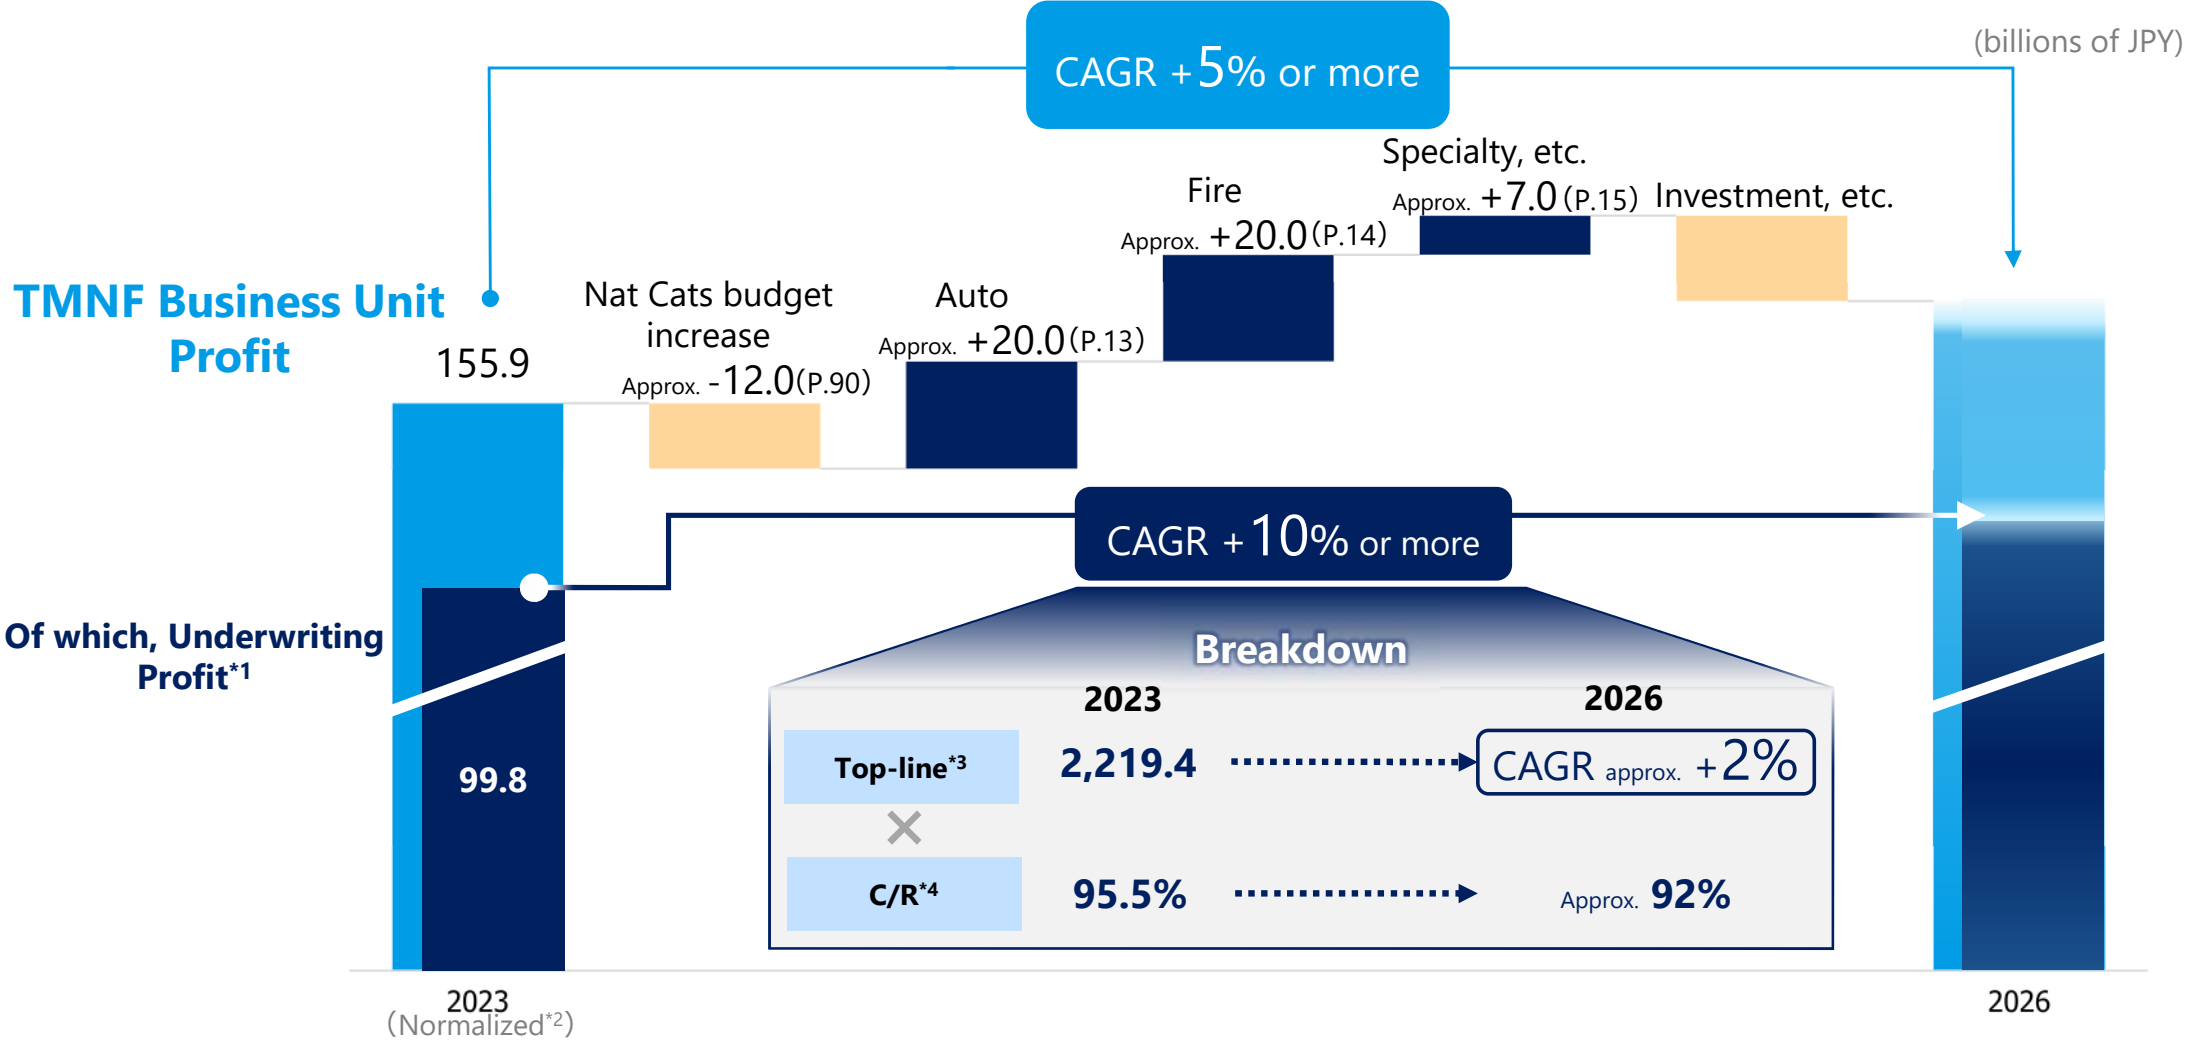 (billions of JPY)
CAGR +5% or more
Specialty, etc.
Approx. +7.0 (P.15)
Investment, etc.
Fire
Approx. +20.0 (P.14)
Auto
Approx. +20.0 (P.13)
Nat Cats budget
increase
Approx. -12.0 (P.90)
TMNF Business Unit
Profit
155.9
CAGR +10% or more
Of which, Underwriting
Profit*1
99.8
Breakdown
2023
2026
Top-line*3
2,219.4
CAGR approx. +2%
×
C/R*4
95.5%
Approx. 92%
2023
(Normalized*2)
2026